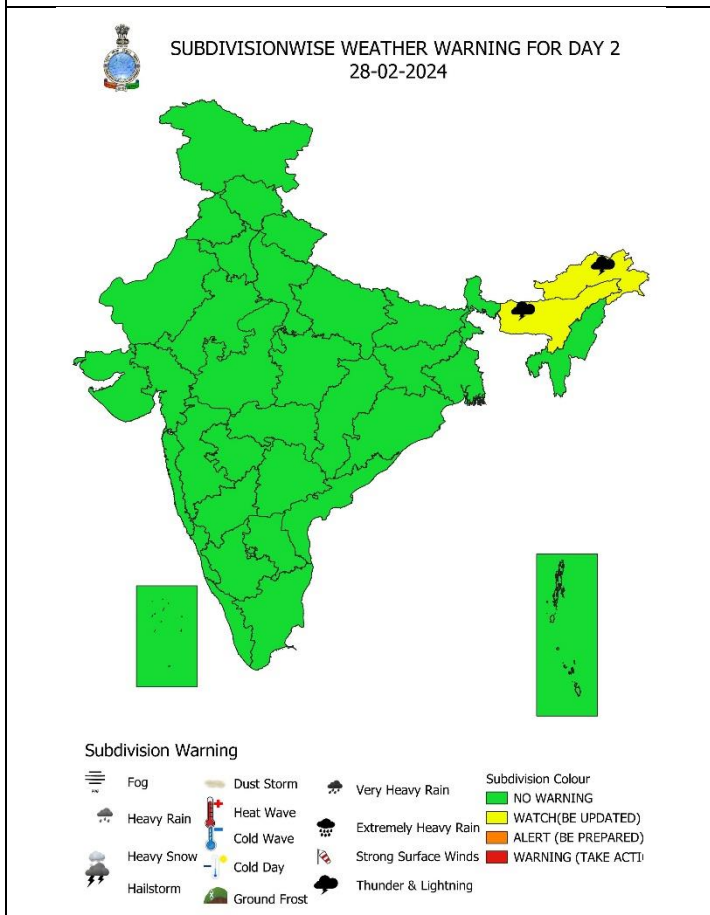 SUBDIVISIONWISE WEATHER WARNING FOR DAY 2
28-02-2024
Subdivision Warning
Fog
Heavy Rain
Heavy Snow
Hailstorm
Dust Storm
Heat Wave
Cold Wave
Cold Day
Ground Frost
Very Heavy Rain
Extremely Heavy Rain
Strong Surface Winds
Thunder & Lightning
Subdivision Colour
NO WARNING
WATCH(BE UPDATED)
ALERT (BE PREPARED)
WARNING (TAKE ACTI